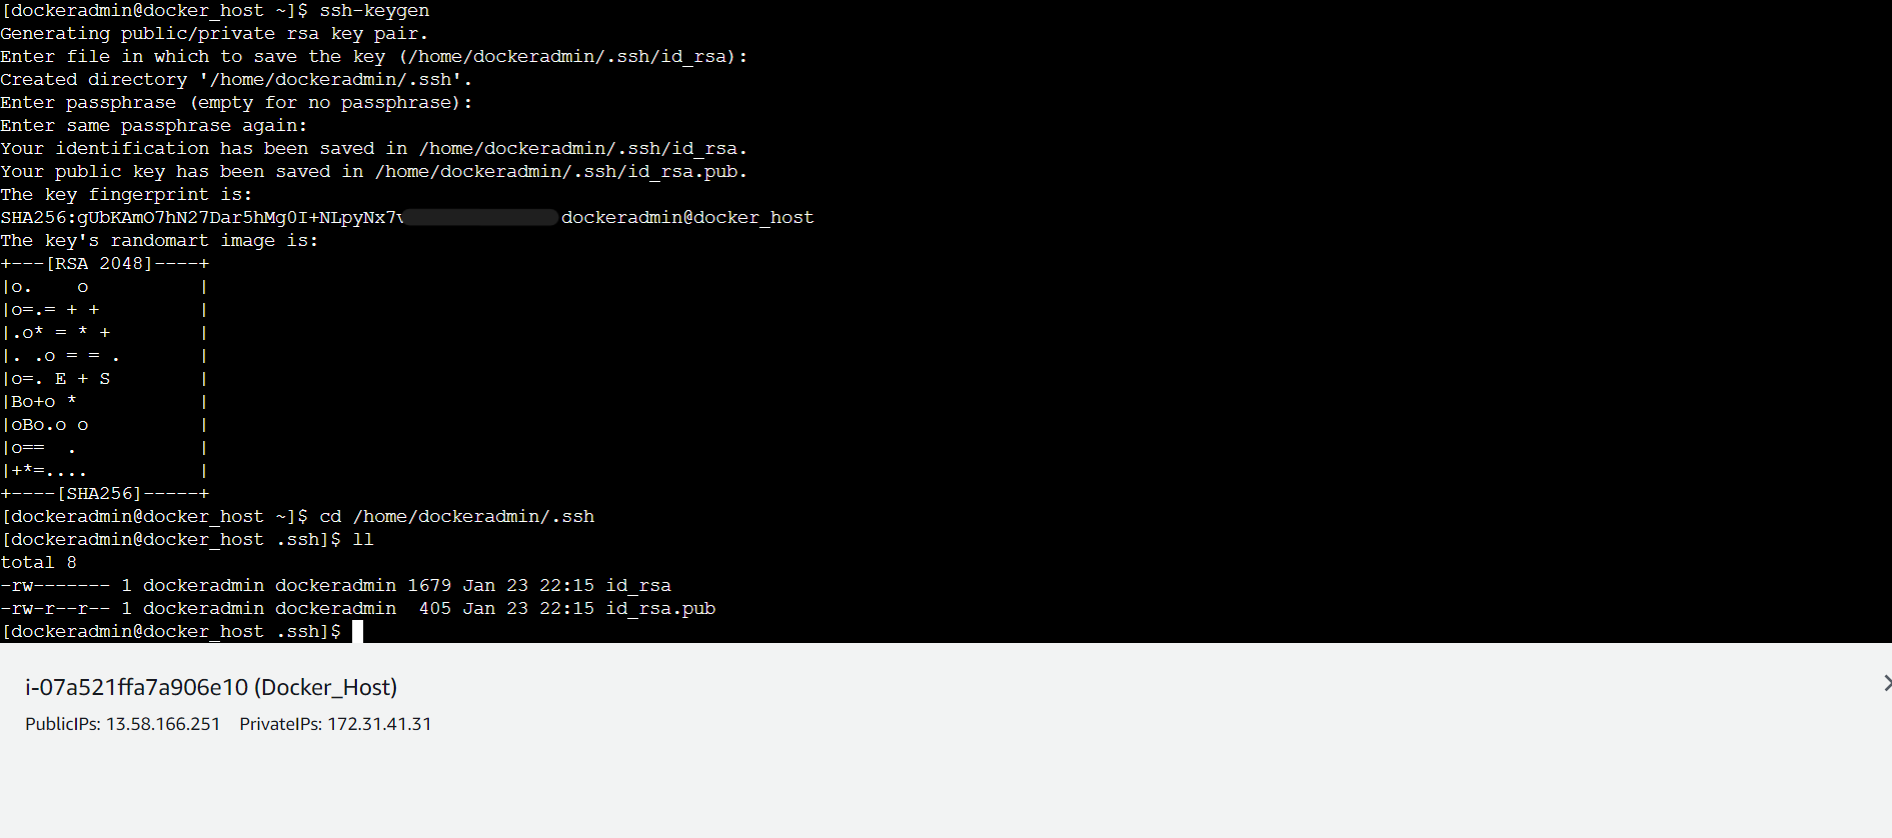 [dockeradmin@docker_host ~]$ ssh-keygen
Generating public/private rsa key pair.
Enter file in which to save the key (/home/dockeradmin/.ssh/id_rsa):
Created directory '/home/dockeradmin/.ssh'.
Enter passphrase (empty for no passphrase):
Enter same passphrase again:
Your identification has been saved in /home/dockeradmin/.ssh/id_rsa.
Your public key has been saved in /home/dockeradmin/.ssh/id_rsa.pub.
The key fingerprint is:
SHA256:gUbKAmO7hN27Dar5hMg0I+NLpyNx7v dockeradmin@docker_host
The key's randomart image is:
+---[RSA 2048]----+
|o.    o          |
|o=.= + +         |
|.o* = * +        |
|. .o = = .       |
|o=. E + S        |
|Bo+o *           |
|oBo.o o          |
|o==  .           |
|+*=....          |
+----[SHA256]-----+
[dockeradmin@docker_host ~]$ cd /home/dockeradmin/.ssh
[dockeradmin@docker_host .ssh]$ ll
total 8
-rw------- 1 dockeradmin dockeradmin 1679 Jan 23 22:15 id_rsa
-rw-r--r-- 1 dockeradmin dockeradmin  405 Jan 23 22:15 id_rsa.pub
[dockeradmin@docker_host .ssh]$
i-07a521ffa7a906e10 (Docker_Host)
PublicIPs: 13.58.166.251 PrivateIPs: 172.31.41.31